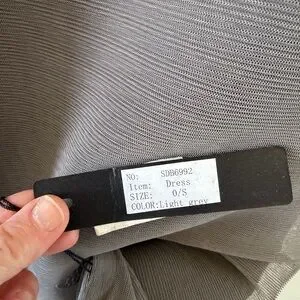 NO: SDB6992
Item: Dress
SIZE: O/S
COLOR:Light grey